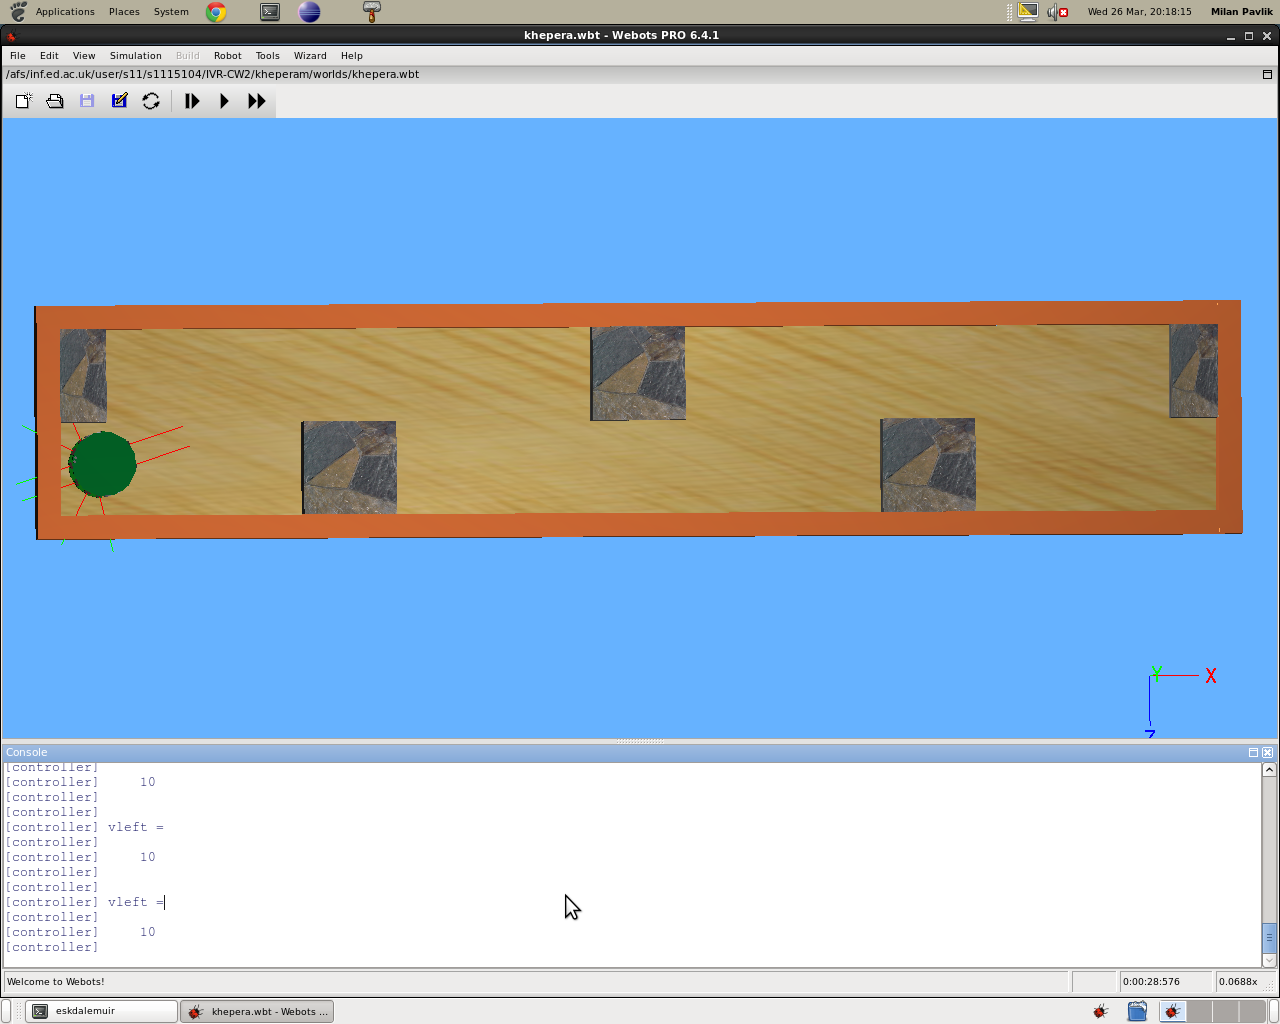 Applications Places System Wed 26 Mar, 20:18:15 Milan Pavlik
khepera.wbt - Webots PRO 6.4.1
File Edit View Simulation Build Robot Tools Wizard Help
/afs/inf.ed.ac.uk/user/s11/s1115104/IVR-CW2/kheperam/worlds/khepera.wbt
Y X
Z
Console
[controller]
[controller] 10
[controller]
[controller]
[controller] vleft =
[controller]
[controller] 10
[controller]
[controller]
[controller] vleft =
[controller]
[controller] 10
[controller]
Welcome to Webots! 0:00:28:576 0.0688x
eskdalemuir khepera.wbt - Webots ...